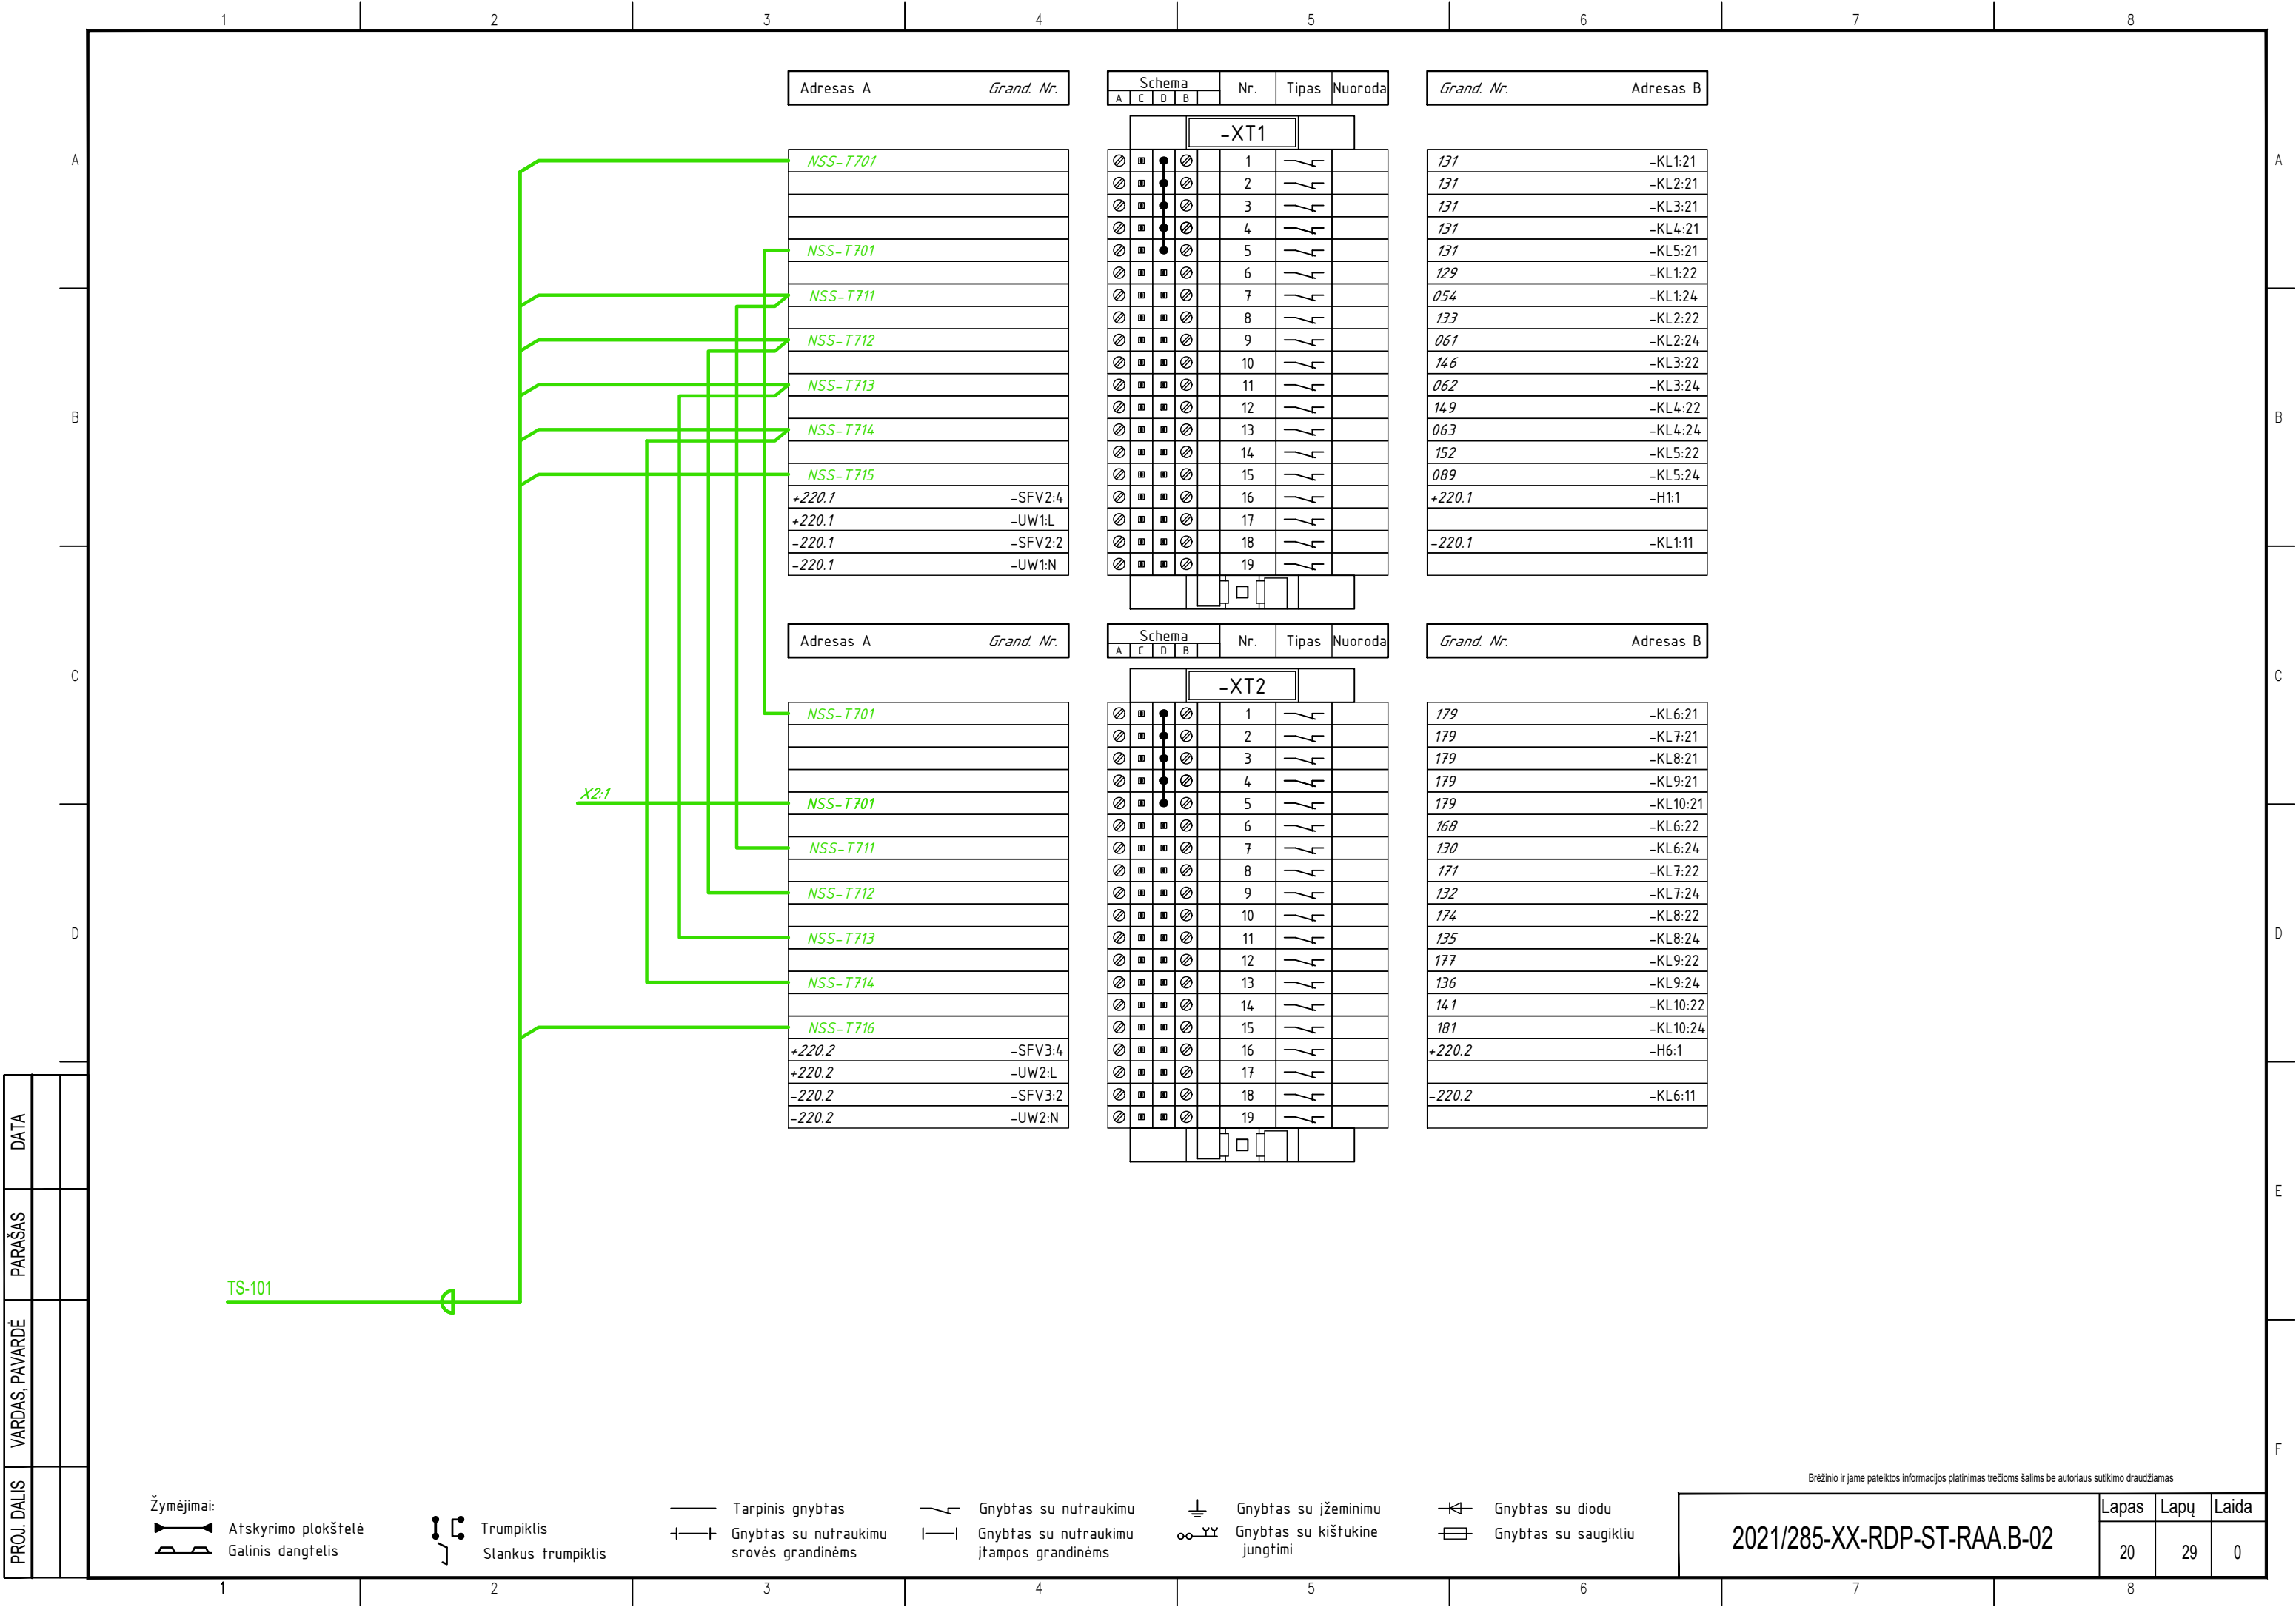 1 2 3 4 5 6 7 8
Adresas A Grand. Nr. Schema Nr. Tipas Nuoroda Grand. Nr. Adresas B
A C D B
-XT1
A NSS-T701 1 131 -KL1:21 A
2 131 -KL2:21
3 131 -KL3:21
4 131 -KL4:21
NSS-T701 5 131 -KL5:21
6 129 -KL1:22
NSS-T711 7 054 -KL1:24
8 133 -KL2:22
NSS-T712 9 061 -KL2:24
10 146 -KL3:22
NSS-T713 11 062 -KL3:24
B 12 149 -KL4:22 B
NSS-T714 13 063 -KL4:24
14 152 -KL5:22
NSS-T715 15 089 -KL5:24
+220.1 -SFV2:4 16 +220.1 -H1:1
+220.1 -UW1:L 17
-220.1 -SFV2:2 18 -220.1 -KL1:11
-220.1 -UW1:N 19
Adresas A Grand. Nr. Schema Nr. Tipas Nuoroda Grand. Nr. Adresas B
A C D B
C -XT2 C
NSS-T701 1 179 -KL6:21
2 179 -KL7:21
3 179 -KL8:21
4 179 -KL9:21
X2:1 NSS-T701 5 179 -KL10:21
6 168 -KL6:22
NSS-T711 7 130 -KL6:24
8 171 -KL7:22
NSS-T712 9 132 -KL7:24
10 174 -KL8:22
D NSS-T713 11 135 -KL8:24 D
12 177 -KL9:22
NSS-T714 13 136 -KL9:24
14 141 -KL10:22
NSS-T716 15 181 -KL10:24
+220.2 -SFV3:4 16 +220.2 -H6:1
+220.2 -UW2:L 17
-220.2 -SFV3:2 18 -220.2 -KL6:11
-220.2 -UW2:N 19
E
TS-101
F
DATA
PARAŠAS
VARDAS, PAVARDĖ
PROJ. DALIS
Žymėjimai:
Atskyrimo plokštelė
Galinis dangtelis
Trumpiklis
Slankus trumpiklis
Tarpinis gnybtas
Gnybtas su nutraukimu
srovės grandinėms
Gnybtas su nutraukimu
Gnybtas su nutraukimu
įtampos grandinėms
Gnybtas su įžeminimu
Gnybtas su kištukine
jungtimi
Gnybtas su diodu
Gnybtas su saugikliu
Brėžinio ir jame pateiktos informacijos platinimas trečioms šalims be autoriaus sutikimo draudžiamas
2021/285-XX-RDP-ST-RAA.B-02
Lapas Lapų Laida
20 29 0
1 2 3 4 5 6 7 8